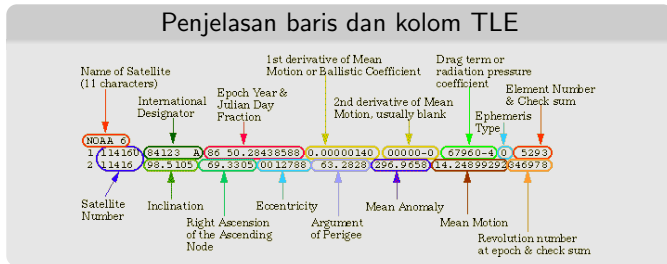 Penjelasan baris dan kolom TLE
Name of Satellite
(11 characters)
International
Designator
Epoch Year &
Julian Day
Fraction
1st derivative of Mean
Motion or Ballistic Coefficient
2nd derivative of Mean
Motion, usually blank
Drag term or
radiation pressure
coefficient
Ephemeris
Type
Element Number
& Check sum
NOAA 6
1 11416U 84123 A 86 50.28438588 0.00000140 00000-0 67960-4 0 5293
2 11416 98.5105 69.3305 0012788 63.2828 296.9658 14.24899292346978
Satellite
Number
Inclination
Right Ascension
of the Ascending
Node
Eccentricity
Argument
of Perigee
Mean Anomaly
Mean Motion
Revolution number
at epoch & check sum